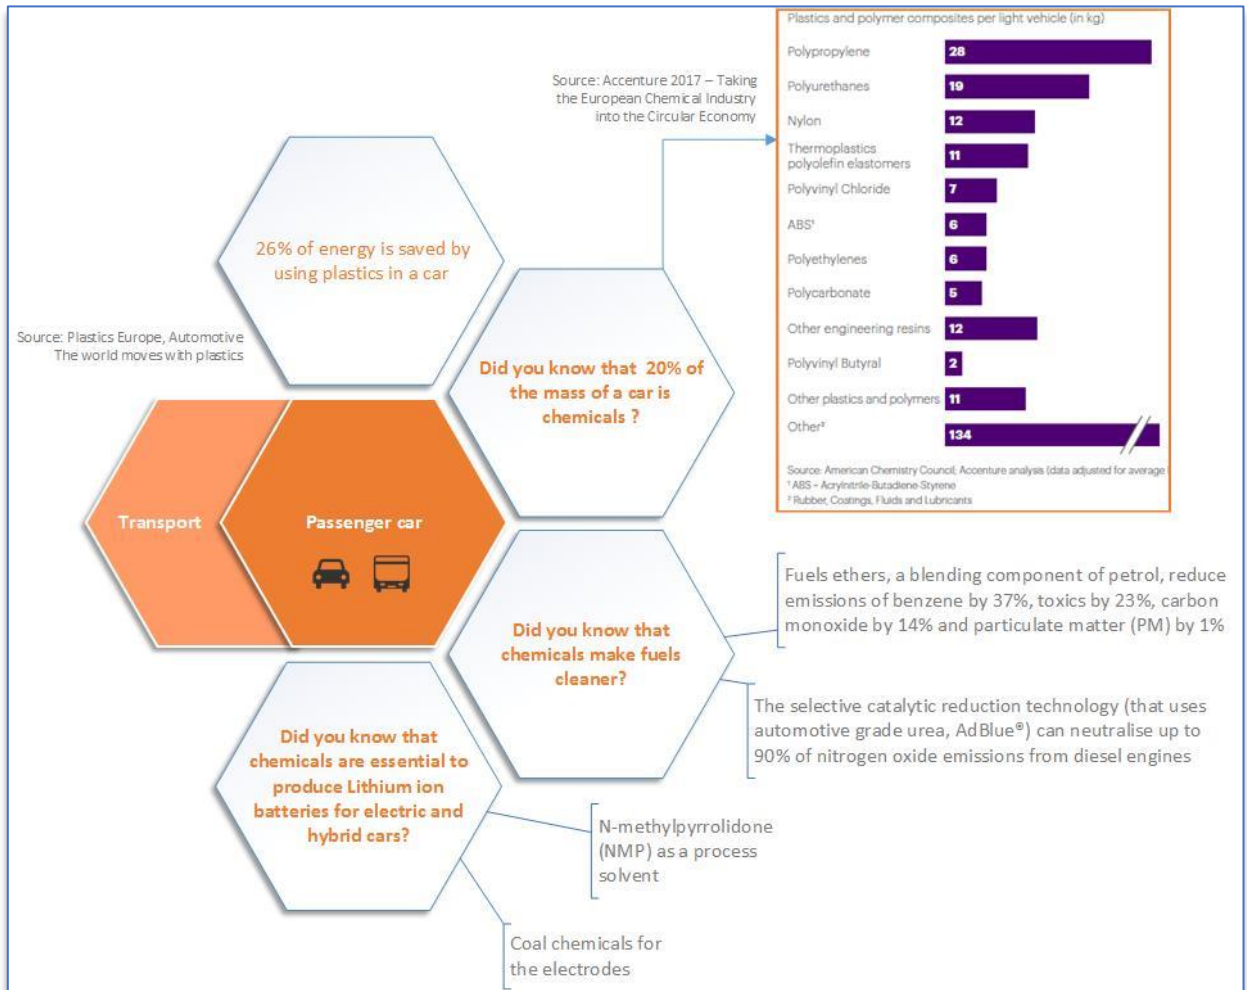 Plastics and polymer composites per light vehicle (in kg)
Polypropylene 28
Polyurethanes 19
Nylon 12
Thermoplastics
polyolefin elastomers 11
Polyvinyl Chloride 7
ABS¹ 6
Polyethylenes 6
Polycarbonate 5
Other engineering resins 12
Polyvinyl Butyral 2
Other plastics and polymers 11
Other² 134
Source: American Chemistry Council; Accenture analysis (data adjusted for average
¹ ABS = Acrylnitrile-Butadiene-Styrene
² Rubber, Coatings, Fluids and Lubricants
Source: Accenture 2017 – Taking
the European Chemical Industry
into the Circular Economy
26% of energy is saved by
using plastics in a car
Source: Plastics Europe, Automotive
The world moves with plastics
Did you know that 20% of
the mass of a car is
chemicals ?
Transport
Passenger car
Did you know that
chemicals make fuels
cleaner?
Fuels ethers, a blending component of petrol, reduce
emissions of benzene by 37%, toxics by 23%, carbon
monoxide by 14% and particulate matter (PM) by 1%
The selective catalytic reduction technology (that uses
automotive grade urea, AdBlue®) can neutralise up to
90% of nitrogen oxide emissions from diesel engines
Did you know that
chemicals are essential to
produce Lithium ion
batteries for electric and
hybrid cars?
N-methylpyrrolidone
(NMP) as a process
solvent
Coal chemicals for
the electrodes